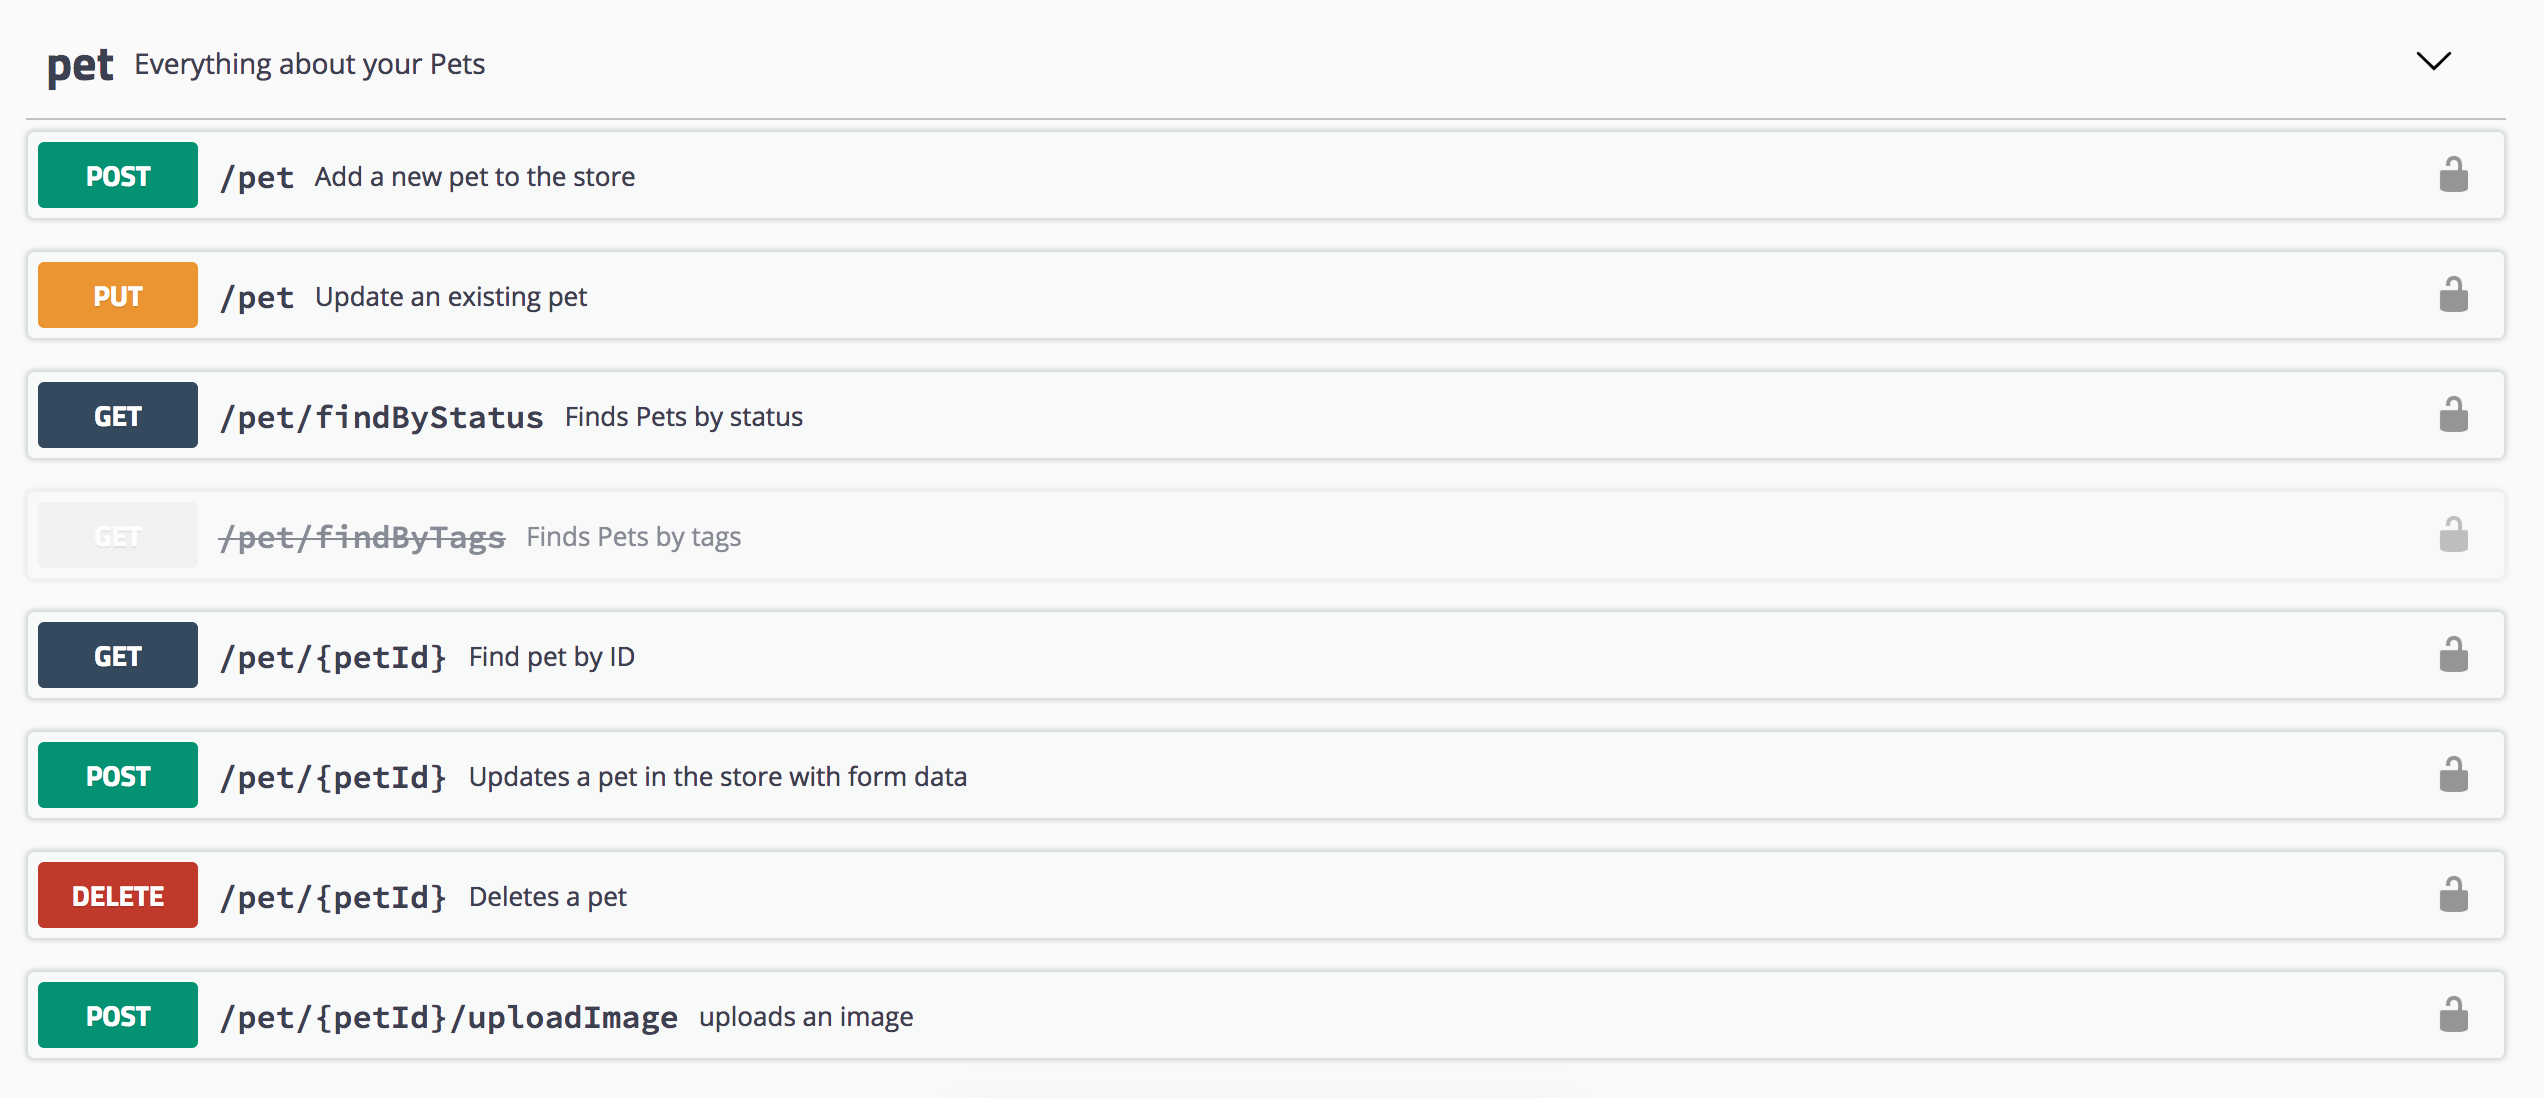 pet Everything about your Pets
POST /pet Add a new pet to the store
PUT /pet Update an existing pet
GET /pet/findByStatus Finds Pets by status
GET /pet/findByTags Finds Pets by tags
GET /pet/{petId} Find pet by ID
POST /pet/{petId} Updates a pet in the store with form data
DELETE /pet/{petId} Deletes a pet
POST /pet/{petId}/uploadImage uploads an image